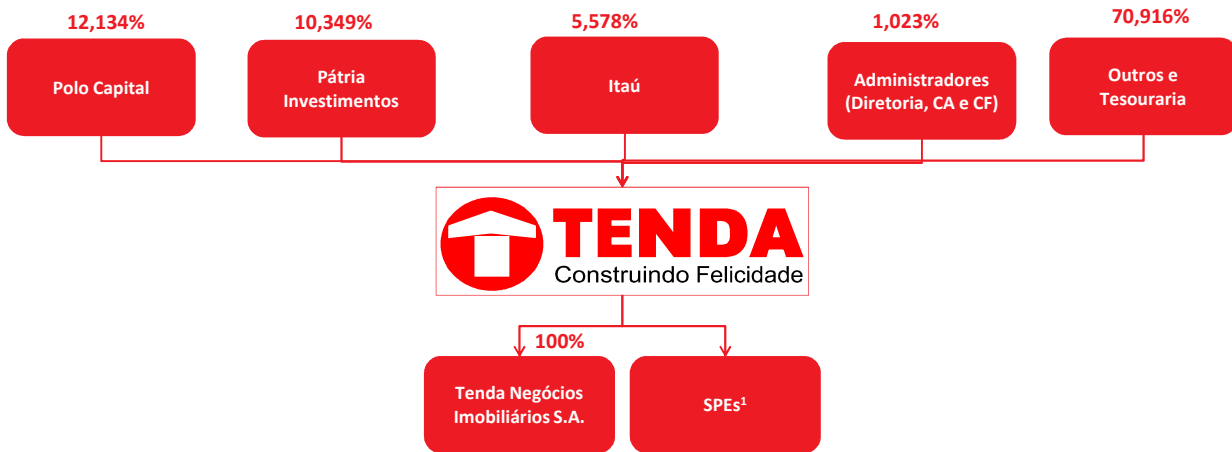 12,134%
10,349%
5,578%
1,023%
70,916%
Polo Capital
Pátria
Investimentos
Itaú
Administradores
(Diretoria, CA e CF)
Outros e
Tesouraria
TENDA
Construindo Felicidade
100%
Tenda Negócios
Imobiliários S.A.
SPEs¹